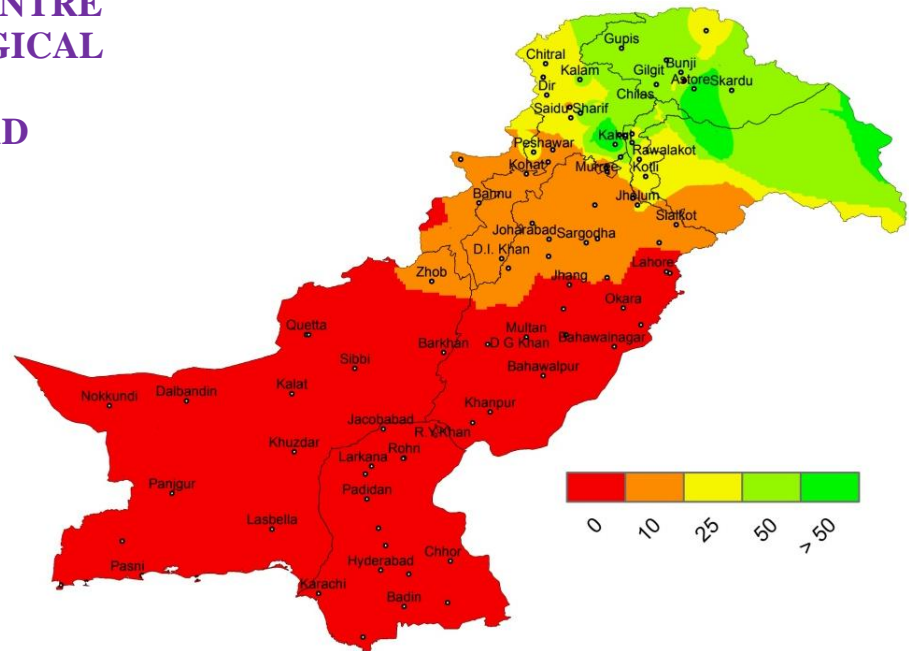 ENTRE
GICAL
D
Gupis
Chitral
Bunji
Kalam
Gilgit
Astore
Skardu
Dir
Chilas
Saidu Sharif
Kakul
Peshawar
Rawalakot
Kohat
Murree
Kotli
Bannu
Jhelum
Sialkot
Joharabad
Sargodha
D.I. Khan
Lahore
Zhob
Jhang
Okara
Quetta
Multan
Barkhan
D G Khan
Bahawalnagar
Sibbi
Bahawalpur
Kalat
Dalbandin
Nokkundi
Khanpur
Jacobabad
R.Y.Khan
Khuzdar
Rohri
Larkana
Panjgur
Padidan
Lasbella
Chhor
Hyderabad
Pasni
Karachi
Badin
0
10
25
50
> 50